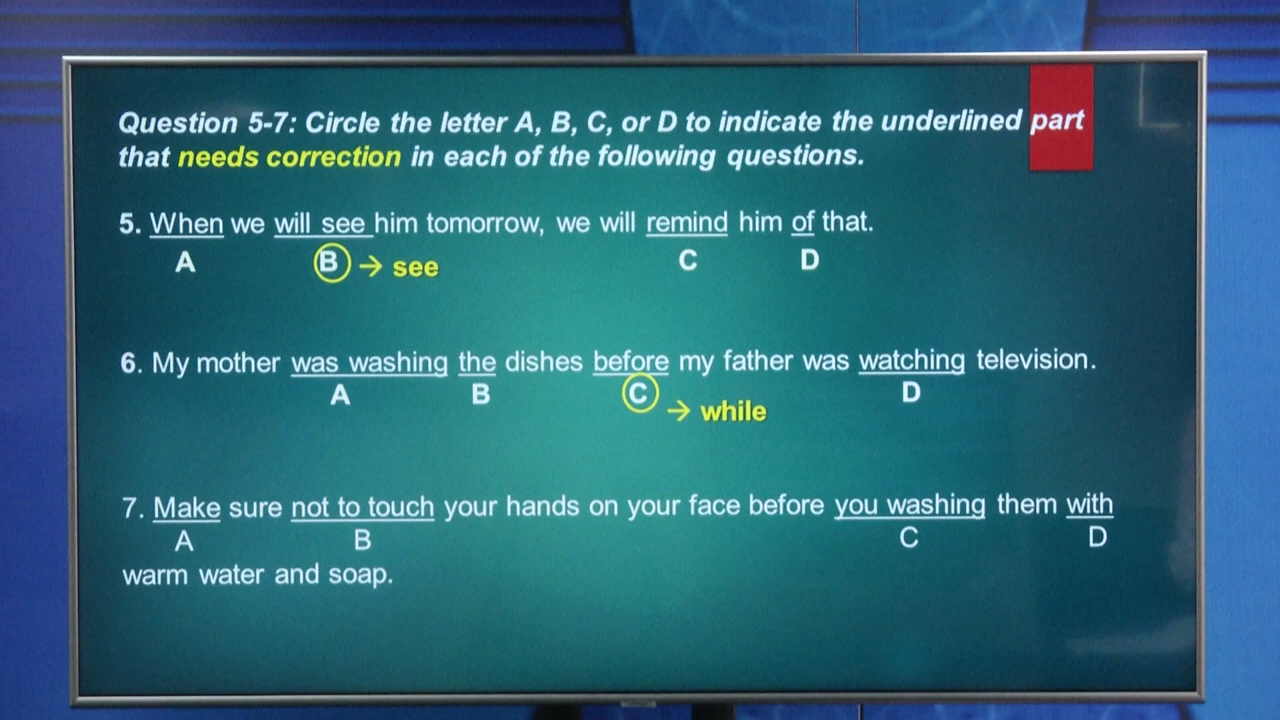 Question 5-7: Circle the letter A, B, C, or D to indicate the underlined part
that needs correction in each of the following questions.
5. When we will see him tomorrow, we will remind him of that.
A B → see C D
6. My mother was washing the dishes before my father was watching television.
A B C → while D
7. Make sure not to touch your hands on your face before you washing them with
A B C D
warm water and soap.